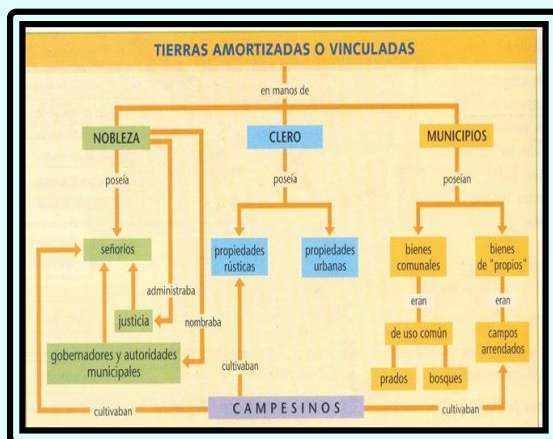 TIERRAS AMORTIZADAS O VINCULADAS
en manos de
NOBLEZA
CLERO
MUNICIPIOS
poseía
poseía
poseían
señoríos
propiedades
rústicas
propiedades
urbanas
bienes
comunales
bienes
de "propios"
administraba
eran
eran
justicia
nombraba
de uso común
campos
arrendados
gobernadores y autoridades
municipales
cultivaban
prados
bosques
cultivaban
CAMPESINOS
cultivaban